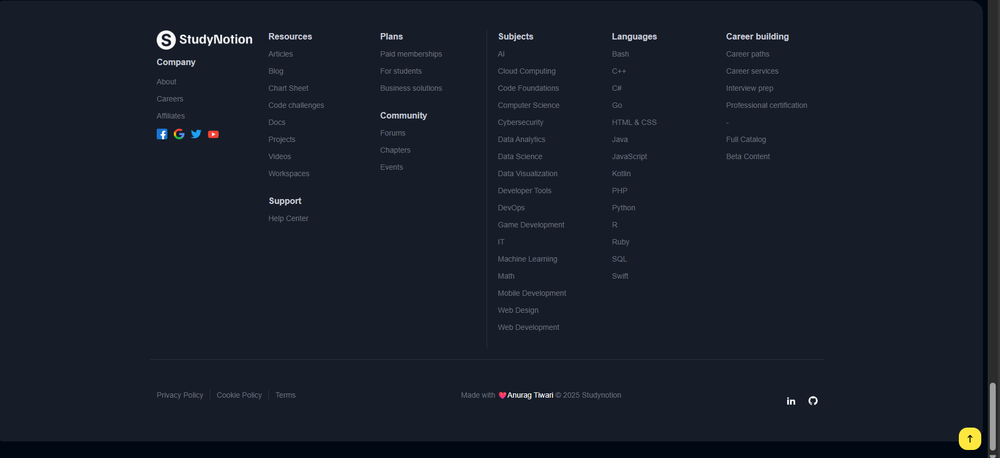 StudyNotion
Company
About
Careers
Affiliates
Resources
Articles
Blog
Chart Sheet
Code challenges
Docs
Projects
Videos
Workspaces
Support
Help Center
Plans
Paid memberships
For students
Business solutions
Community
Forums
Chapters
Events
Subjects
AI
Cloud Computing
Code Foundations
Computer Science
Cybersecurity
Data Analytics
Data Science
Data Visualization
Developer Tools
DevOps
Game Development
IT
Machine Learning
Math
Mobile Development
Web Design
Web Development
Languages
Bash
C++
C#
Go
HTML & CSS
Java
JavaScript
Kotlin
PHP
Python
R
Ruby
SQL
Swift
Career building
Career paths
Career services
Interview prep
Professional certification
-
Full Catalog
Beta Content
Privacy Policy Cookie Policy Terms
Made with ❤️Anurag Tiwari © 2025 Studynotion